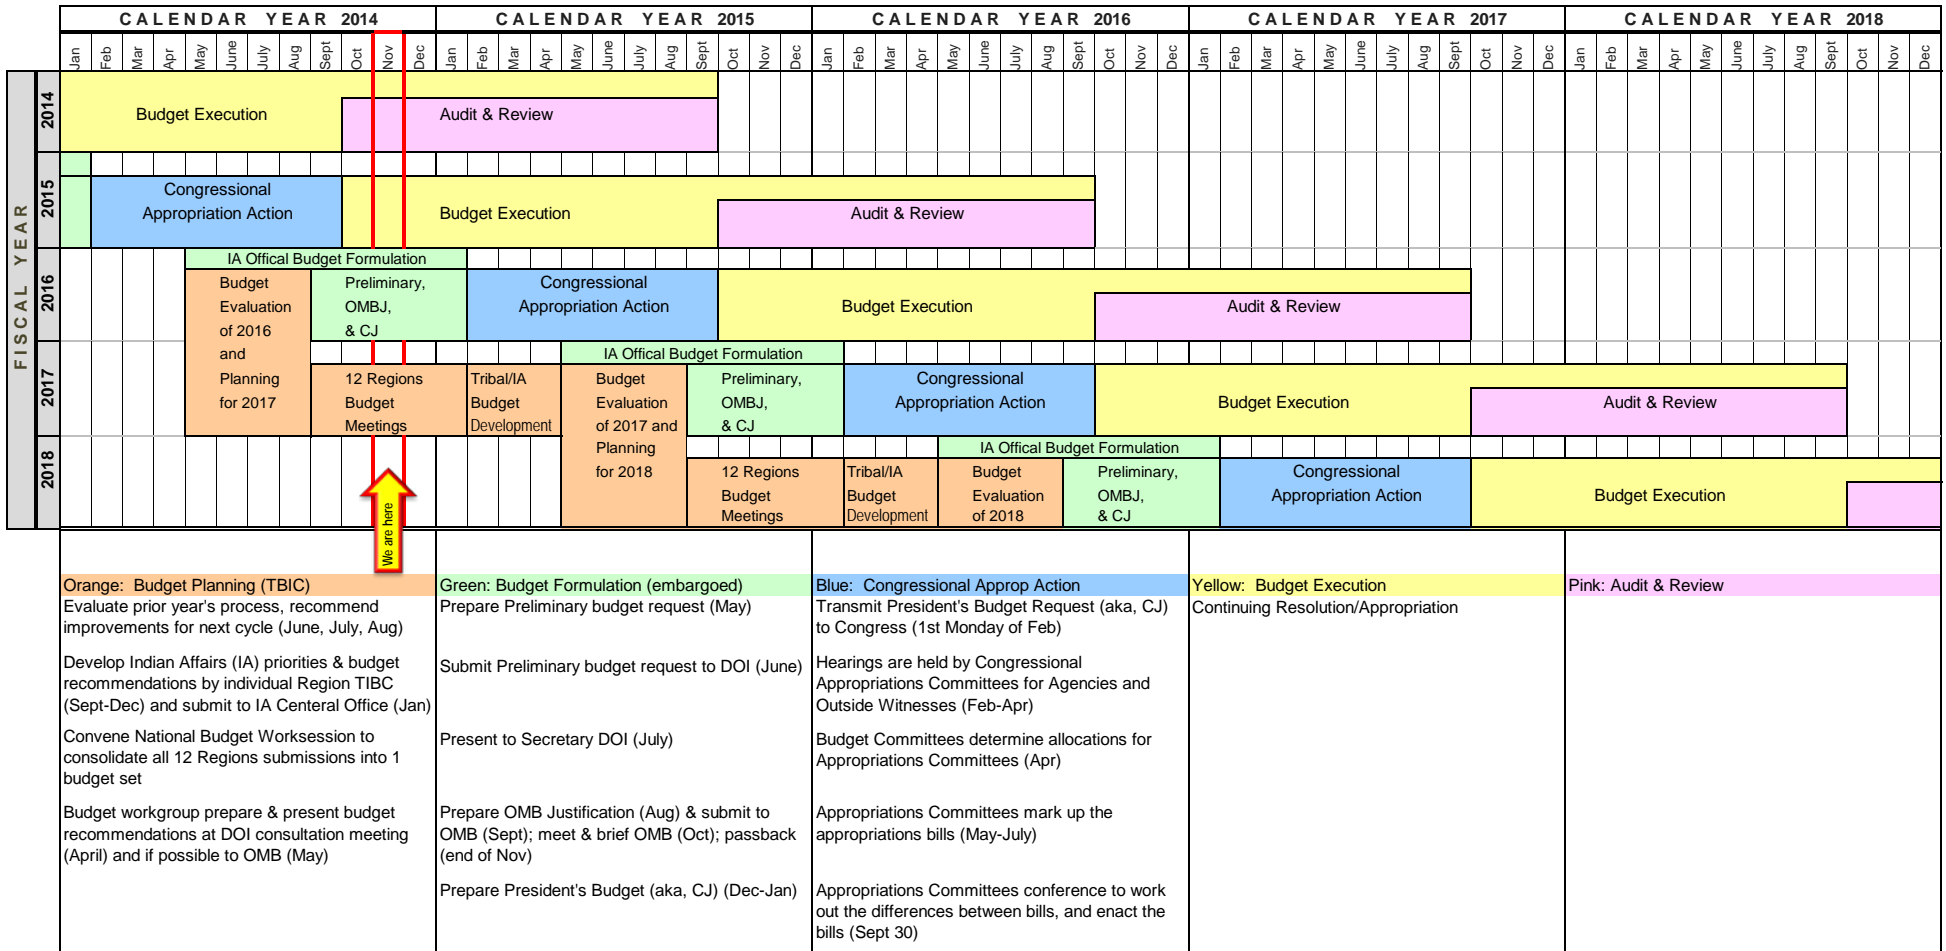 CALENDAR YEAR 2014 CALENDAR YEAR 2015 CALENDAR YEAR 2016 CALENDAR YEAR 2017 CALENDAR YEAR 2018
Jan Feb Mar Apr May June July Aug Sept Oct Nov Dec Jan Feb Mar Apr May June July Aug Sept Oct Nov Dec Jan Feb Mar Apr May June July Aug Sept Oct Nov Dec Jan Feb Mar Apr May June July Aug Sept Oct Nov Dec Jan Feb Mar Apr May June July Aug Sept Oct Nov Dec
FISCAL YEAR
2014
Budget Execution
Audit & Review
2015
Congressional
Appropriation Action
Budget Execution
Audit & Review
2016
IA Offical Budget Formulation
Budget
Evaluation
of 2016
and
Planning
for 2017
Preliminary,
OMBJ,
& CJ
Congressional
Appropriation Action
Budget Execution
Audit & Review
2017
IA Offical Budget Formulation
12 Regions
Budget
Meetings
Tribal/IA
Budget
Development
Budget
Evaluation
of 2017 and
Planning
for 2018
Preliminary,
OMBJ,
& CJ
Congressional
Appropriation Action
Budget Execution
Audit & Review
2018
IA Offical Budget Formulation
12 Regions
Budget
Meetings
Tribal/IA
Budget
Development
Budget
Evaluation
of 2018
Preliminary,
OMBJ,
& CJ
Congressional
Appropriation Action
Budget Execution
We are here
Orange: Budget Planning (TBIC)
Evaluate prior year's process, recommend
improvements for next cycle (June, July, Aug)
Develop Indian Affairs (IA) priorities & budget
recommendations by individual Region TIBC
(Sept-Dec) and submit to IA Centeral Office (Jan)
Convene National Budget Worksession to
consolidate all 12 Regions submissions into 1
budget set
Budget workgroup prepare & present budget
recommendations at DOI consultation meeting
(April) and if possible to OMB (May)
Green: Budget Formulation (embargoed)
Prepare Preliminary budget request (May)
Submit Preliminary budget request to DOI (June)
Present to Secretary DOI (July)
Prepare OMB Justification (Aug) & submit to
OMB (Sept); meet & brief OMB (Oct); passback
(end of Nov)
Prepare President's Budget (aka, CJ) (Dec-Jan)
Blue: Congressional Approp Action
Transmit President's Budget Request (aka, CJ)
to Congress (1st Monday of Feb)
Hearings are held by Congressional
Appropriations Committees for Agencies and
Outside Witnesses (Feb-Apr)
Budget Committees determine allocations for
Appropriations Committees (Apr)
Appropriations Committees mark up the
appropriations bills (May-July)
Appropriations Committees conference to work
out the differences between bills, and enact the
bills (Sept 30)
Yellow: Budget Execution
Continuing Resolution/Appropriation
Pink: Audit & Review